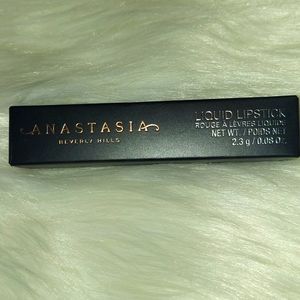 ANASTASIA
BEVERLY HILLS
LIQUID LIPSTICK
ROUGE À LÈVRES LIQUIDE
NET WT. / POIDS NET
2.3 g / 0.08 Oz.